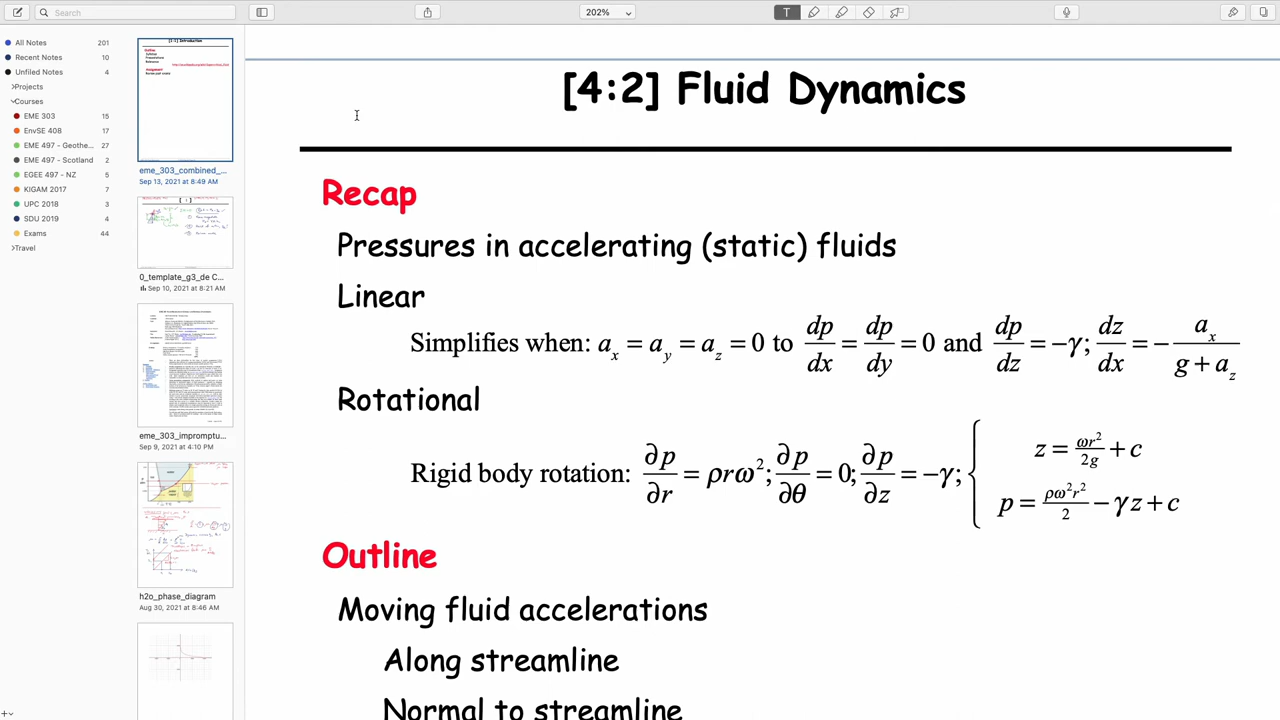 Search
202%
T
All Notes 201
Recent Notes 10
Unfiled Notes 4
Projects
Courses
EME 303 15
EnvSE 408 17
EME 497 - Geothe... 27
EME 497 - Scotland 2
EGEE 497 - NZ 5
KIGAM 2017 7
UPC 2018 3
SDU 2019 4
Exams 44
Travel
[1:1] Introduction
eme_303_combined_...
Sep 13, 2021 at 8:49 AM
0_template_g3_de C...
Sep 10, 2021 at 8:21 AM
eme_303_impromptu...
Sep 9, 2021 at 4:10 PM
h2o_phase_diagram
Aug 30, 2021 at 8:46 AM
[4:2] Fluid Dynamics
Recap
Pressures in accelerating (static) fluids
Linear
Simplifies when: a_x = a_y = a_z = 0 to dp/dx = dp/dy = 0 and dp/dz = −γ; dz/dx = − a_x/(g + a_z)
Rotational
Rigid body rotation: ∂p/∂r = ρrω²; ∂p/∂θ = 0; ∂p/∂z = −γ; { z = ωr²/2g + c
p = ρω²r²/2 − γz + c
Outline
Moving fluid accelerations
Along streamline
Normal to streamline